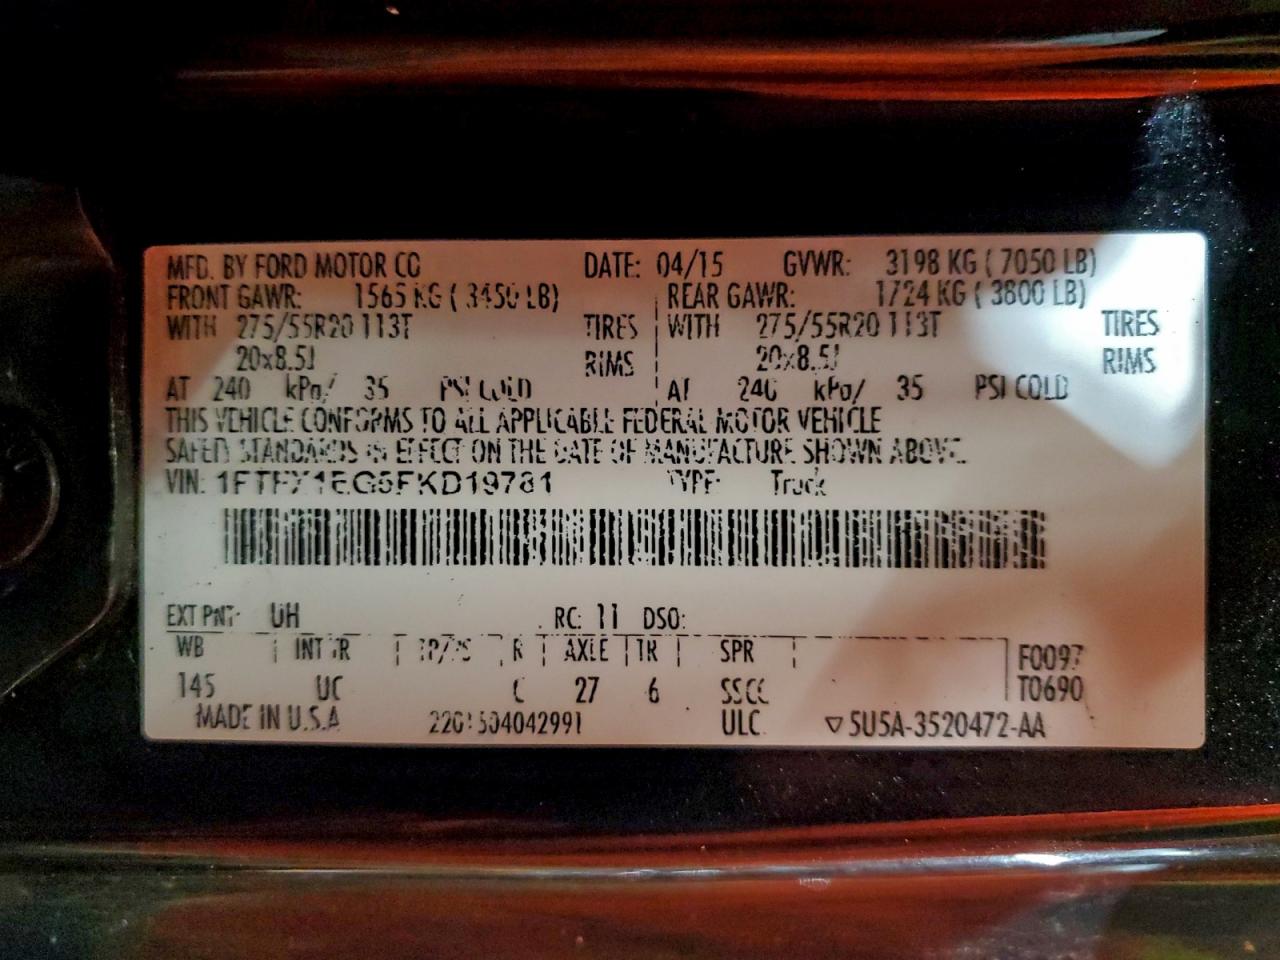 MFD. BY FORD MOTOR CO DATE: 04/15 GVWR: 3198 KG ( 7050 LB)
FRONT GAWR: 1565 KG ( 3450 LB) REAR GAWR: 1724 KG ( 3800 LB)
WITH 275/55R20 113T TIRES WITH 275/55R20 113T TIRES
20x8.5J RIMS 20x8.5J RIMS
AT 240 kPa/ 35 PSI COLD AT 240 kPa/ 35 PSI COLD
THIS VEHICLE CONFORMS TO ALL APPLICABLE FEDERAL MOTOR VEHICLE
SAFETY STANDARDS IN EFFECT ON THE DATE OF MANUFACTURE SHOWN ABOVE.
VIN: 1FTFX1EG5FKD19781 TYPE: Truck
EXT PNT: UH RC: 11 DSO:
WB INT TR TP/PS R AXLE TR SPR F0097
145 UC C 27 6 T0690
MADE IN U.S.A 2201504042991 ULC ▽ 5U5A-3520472-AA